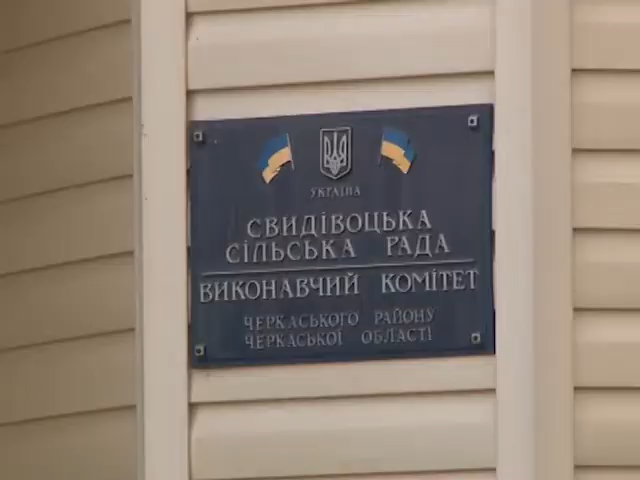 УКРАЇНА
СВИДІВОЦЬКА
СІЛЬСЬКА РАДА
ВИКОНАВЧИЙ КОМІТЕТ
ЧЕРКАСЬКОГО РАЙОНУ
ЧЕРКАСЬКОЇ ОБЛАСТІ